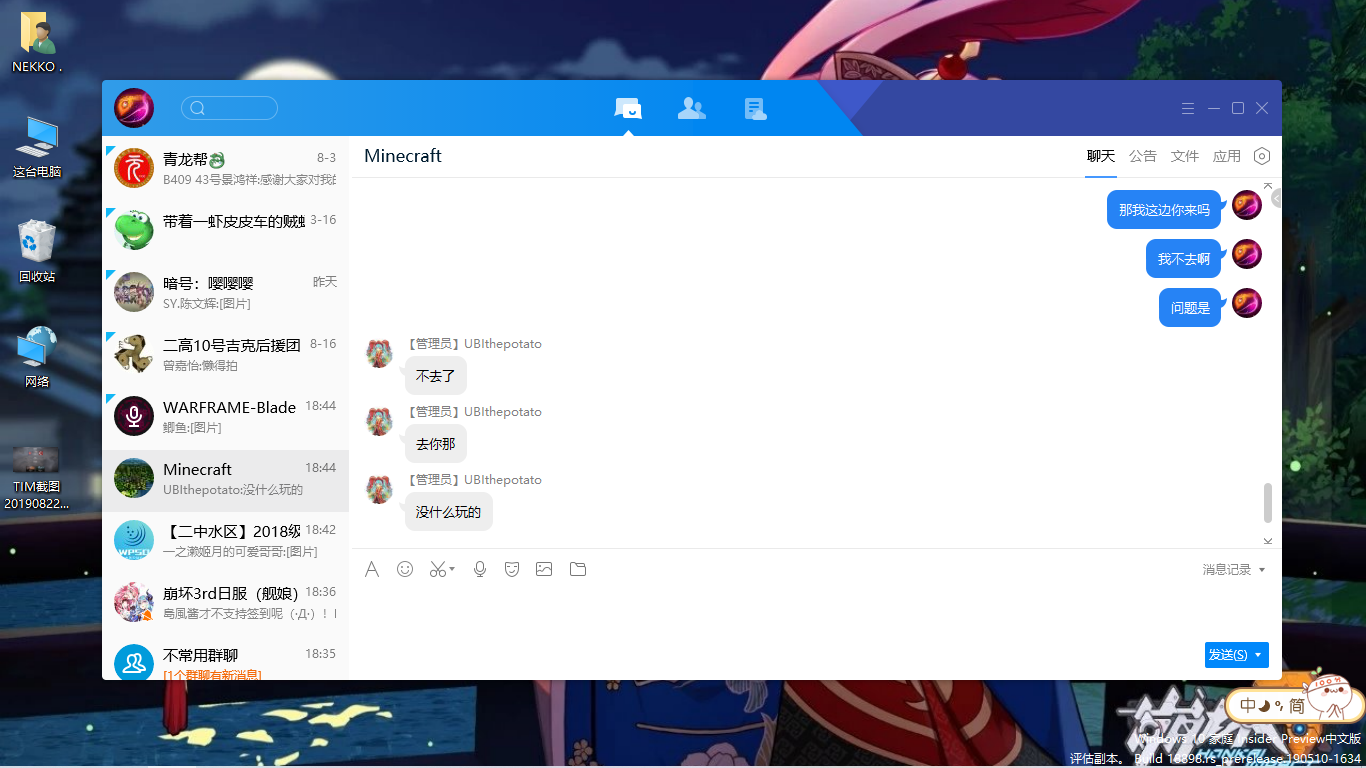 NEKKO .
这台电脑
回收站
网络
TIM截图
20190822...
青龙帮🐲
8-3
B409 43号景鸿祥:感谢大家对我的
带着一虾皮皮车的贼蛾
3-16
暗号：嘤嘤嘤
昨天
SY.陈文辉:[图片]
二高10号吉克后援团
8-16
曾嘉怡:懒得拍
WARFRAME-Blade
18:44
鲫鱼:[图片]
Minecraft
18:44
UBIthepotato:没什么玩的
【二中水区】2018级
18:42
一之濑姬月的可爱哥哥:[图片]
崩坏3rd日服（舰娘）
18:36
島風醬才不支持签到呢（·Д·）！！
不常用群聊
18:35
[1个群聊有新消息]
Minecraft
聊天
公告
文件
应用
那我这边你来吗
我不去啊
问题是
【管理员】UBIthepotato
不去了
【管理员】UBIthepotato
去你那
【管理员】UBIthepotato
没什么玩的
消息记录
发送(S)
中 简
100%
Windows 10 家庭 Insider Preview中文版
评估副本。 Build 18898.rs_prerelease.190510-1634